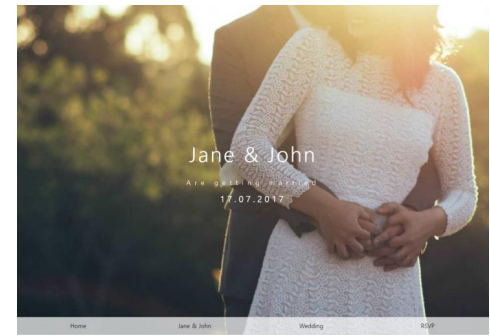 Jane & John
Are getting married
17.07.2017
Home Jane & John Wedding RSVP